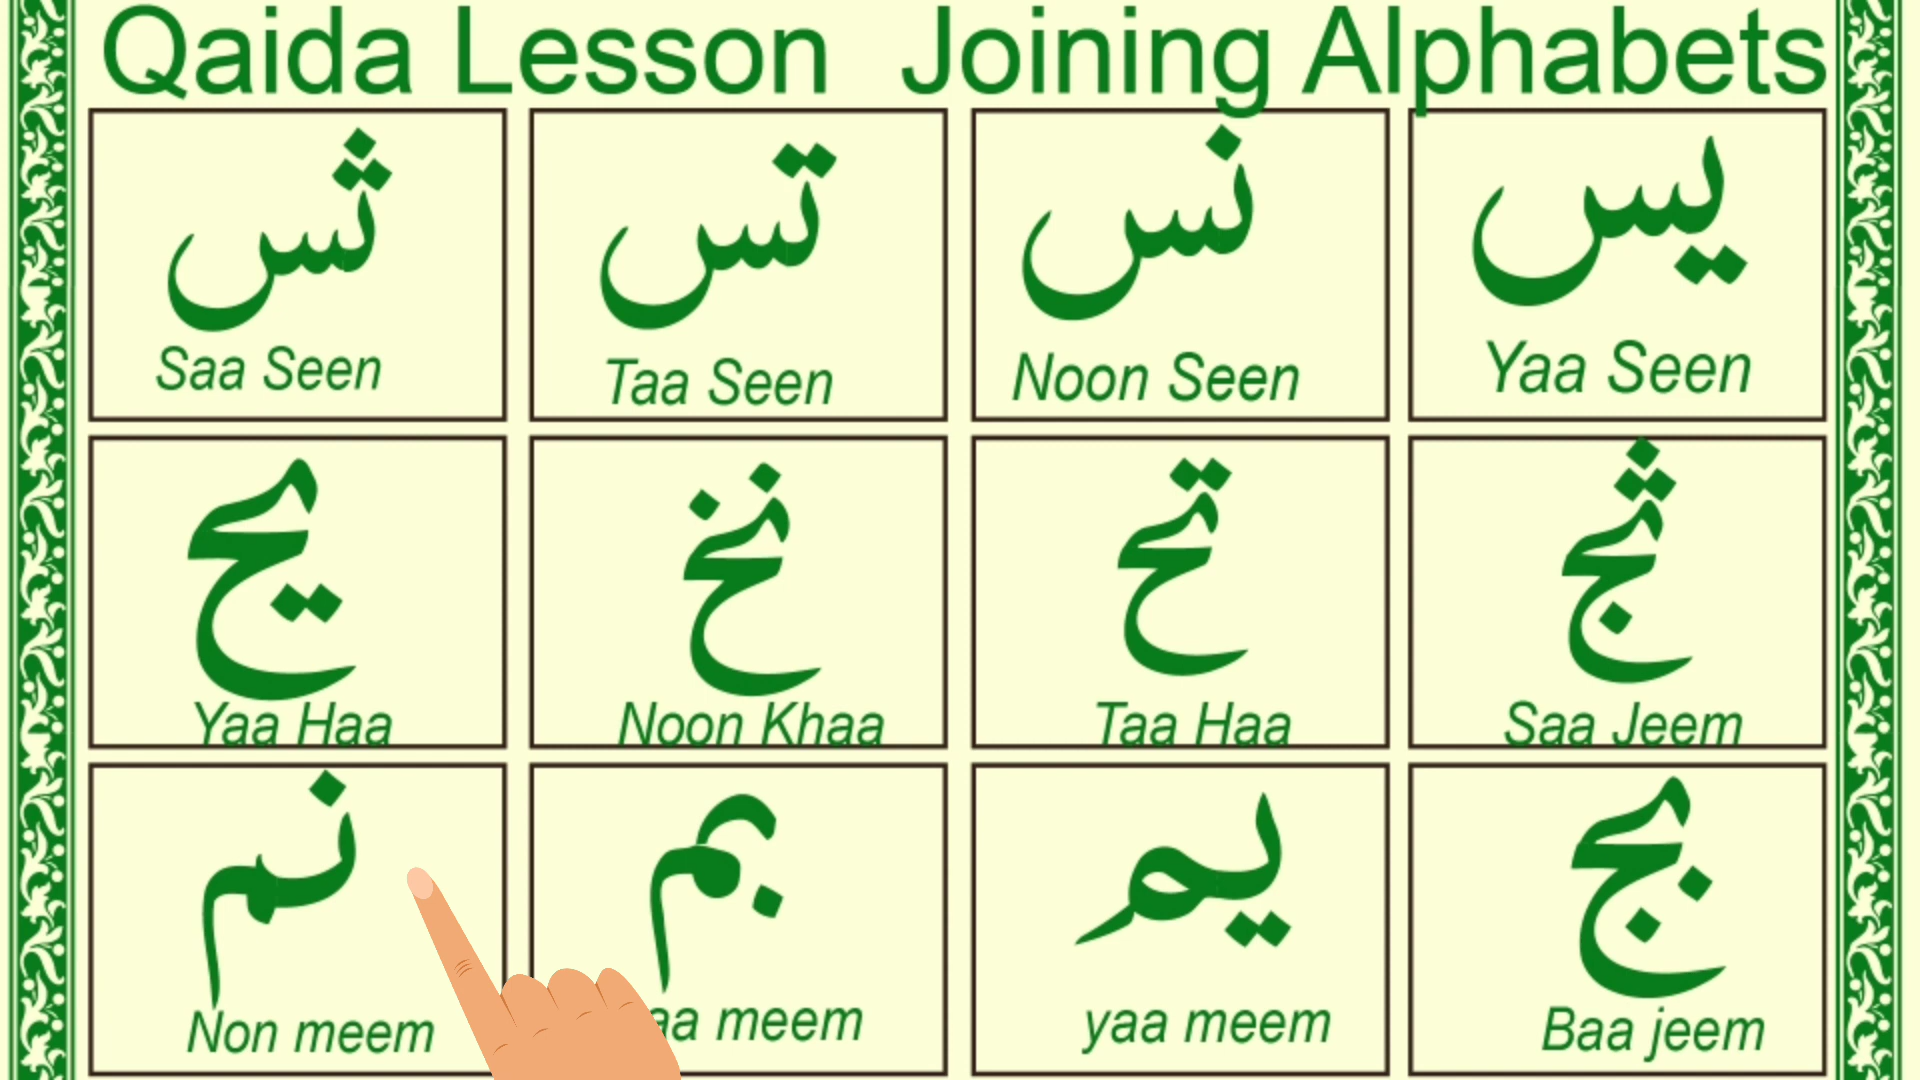 Qaida Lesson Joining Alphabets
ثس تس نس يس
Saa Seen Taa Seen Noon Seen Yaa Seen
يح نخ تح ثج
Yaa Haa Noon Khaa Taa Haa Saa Jeem
نم بم يم بج
Non meem meem yaa meem Baa jeem